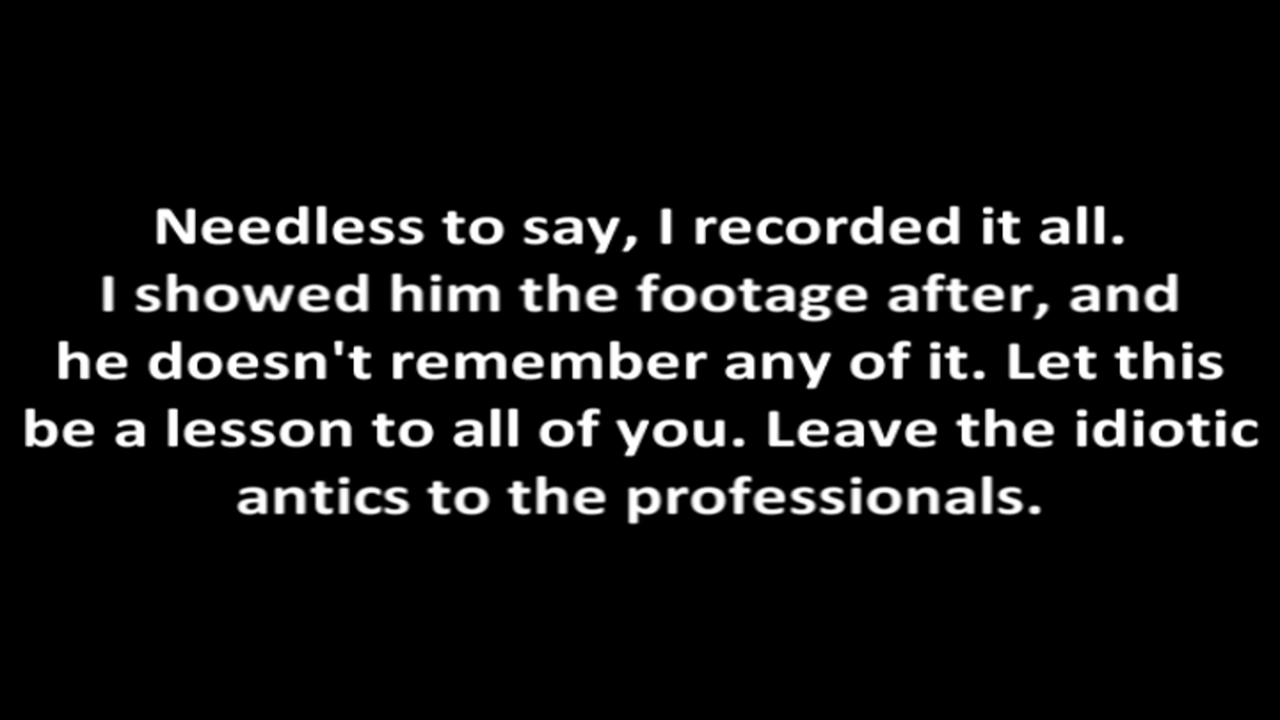 Needless to say, I recorded it all.
I showed him the footage after, and
he doesn't remember any of it. Let this
be a lesson to all of you. Leave the idiotic
antics to the professionals.